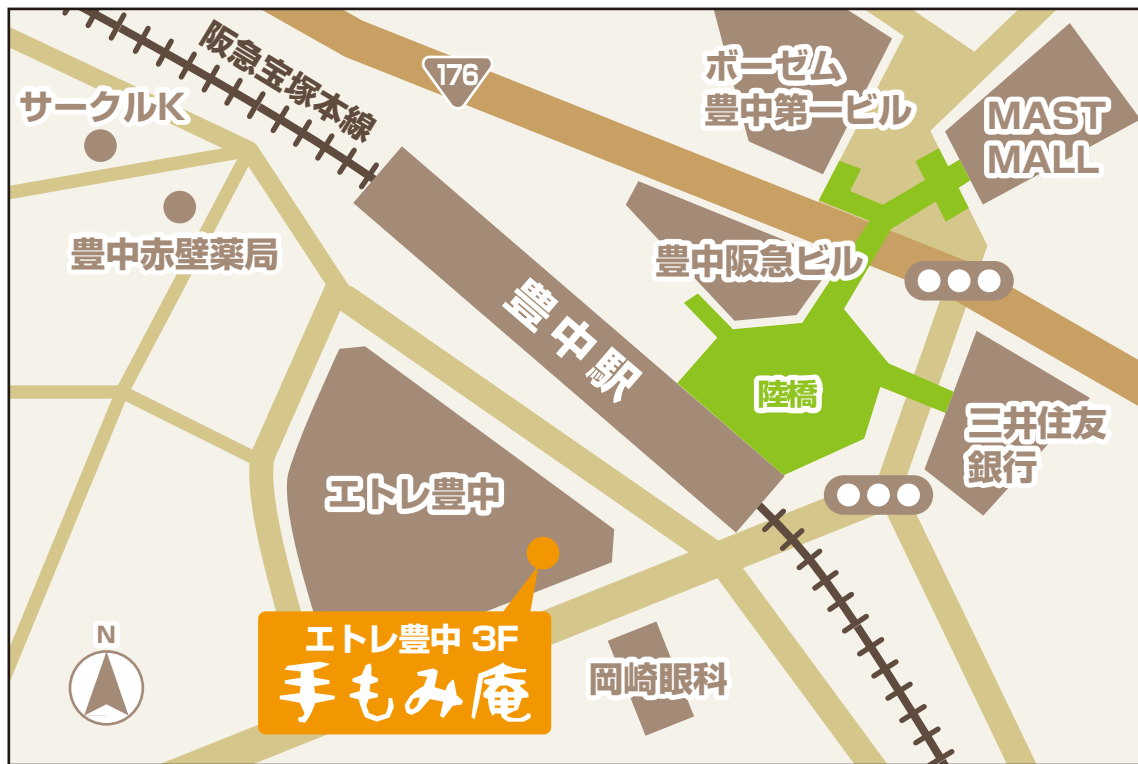 阪急宝塚本線
176
ボーゼム
豊中第一ビル
MAST
MALL
サークルK
豊中赤壁薬局
豊中阪急ビル
豊中駅
陸橋
三井住友
銀行
エトレ豊中
エトレ豊中 3F
手もみ庵
岡崎眼科
N